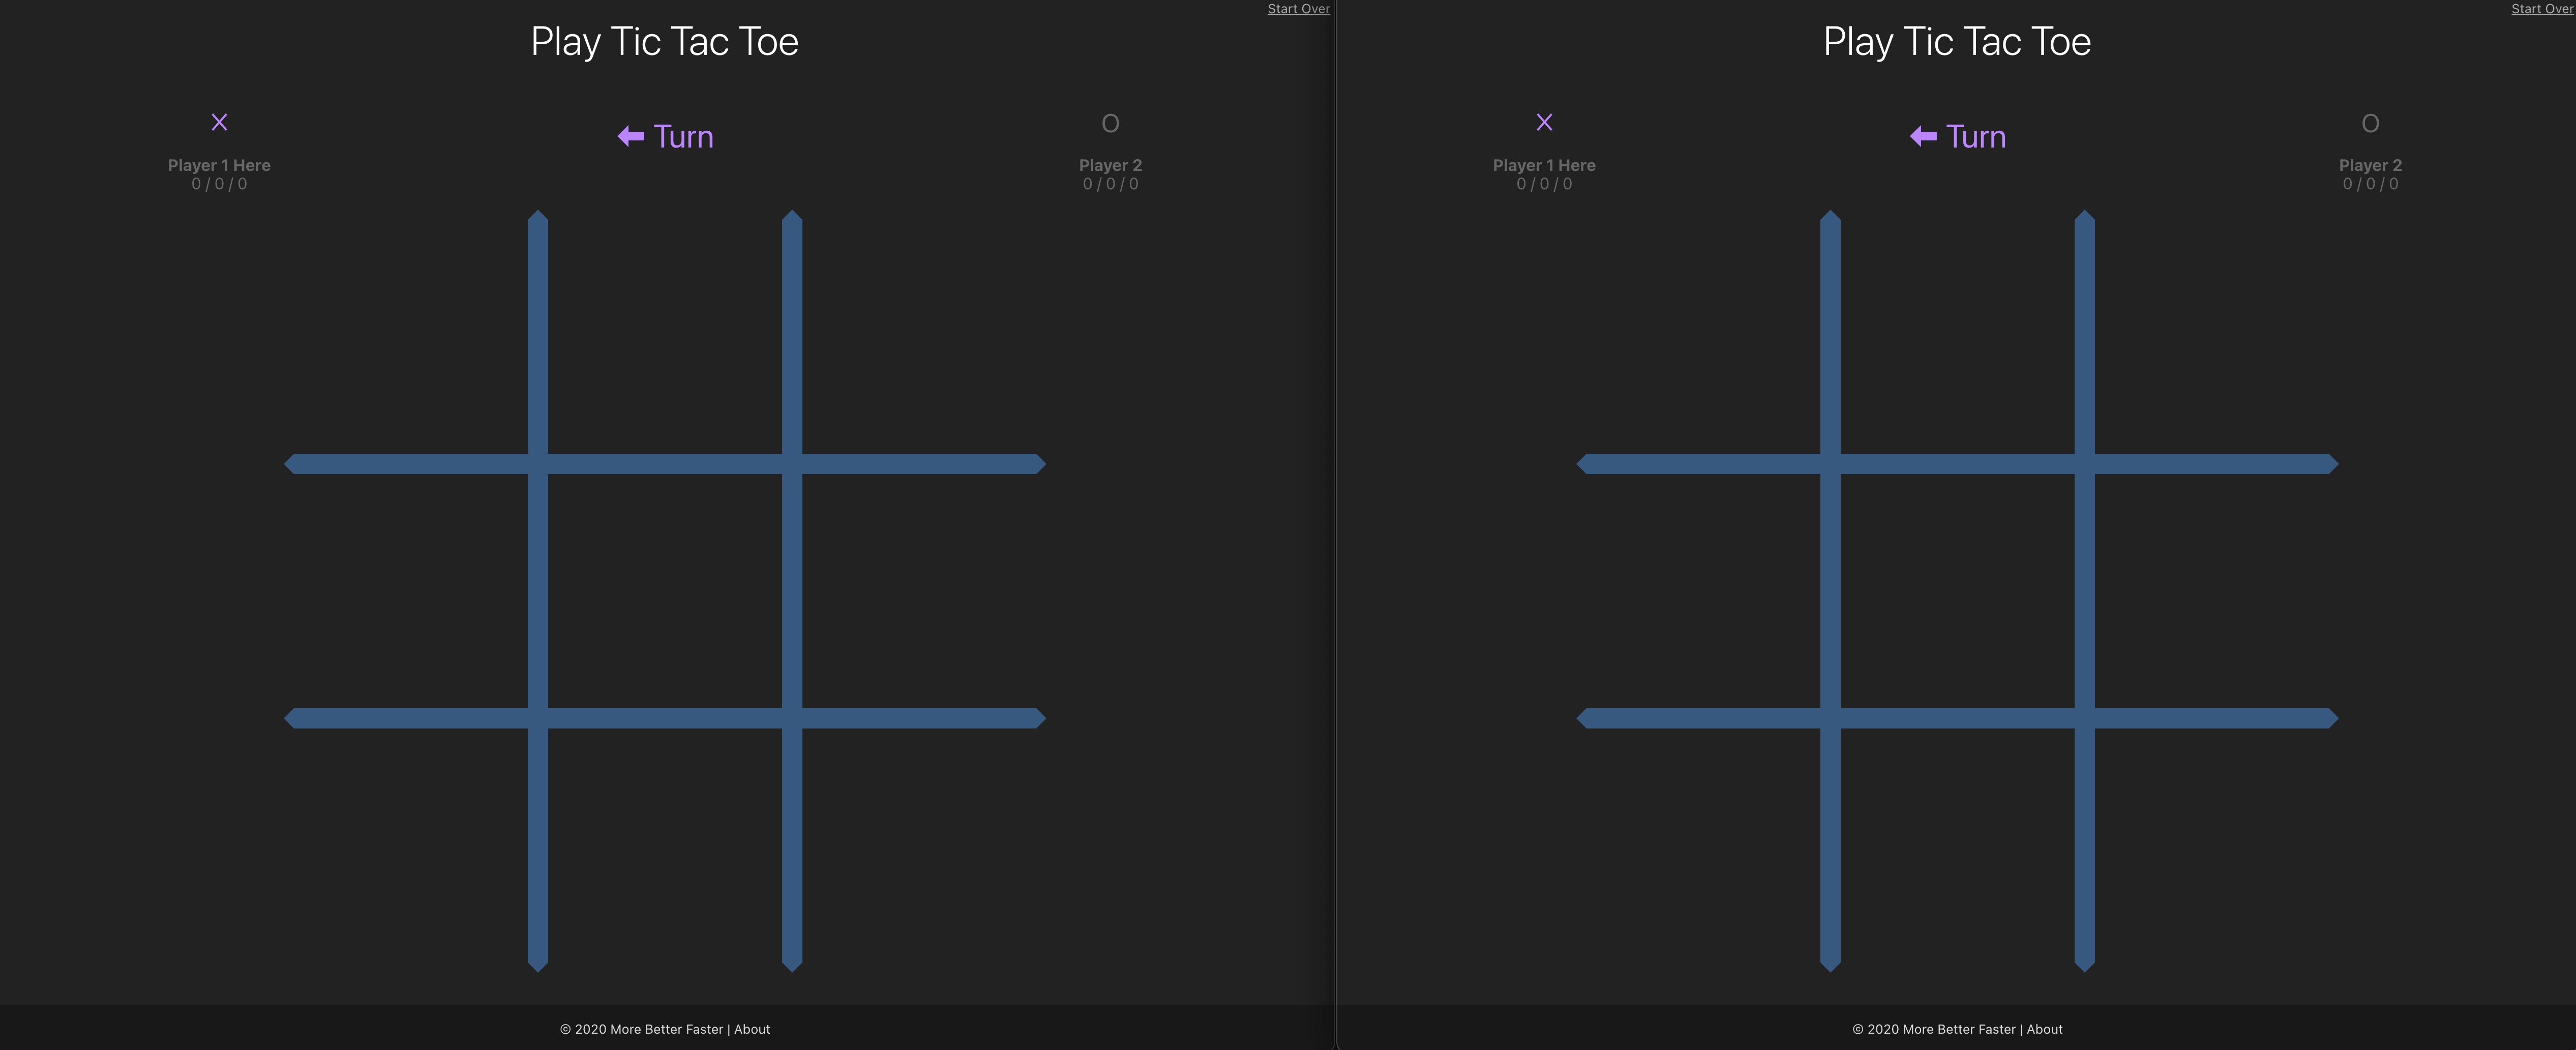 Start Over
Play Tic Tac Toe
X
⬅ Turn
O
Player 1 Here
0 / 0 / 0
Player 2
0 / 0 / 0
© 2020 More Better Faster | About
Start Over
Play Tic Tac Toe
X
⬅ Turn
O
Player 1 Here
0 / 0 / 0
Player 2
0 / 0 / 0
© 2020 More Better Faster | About